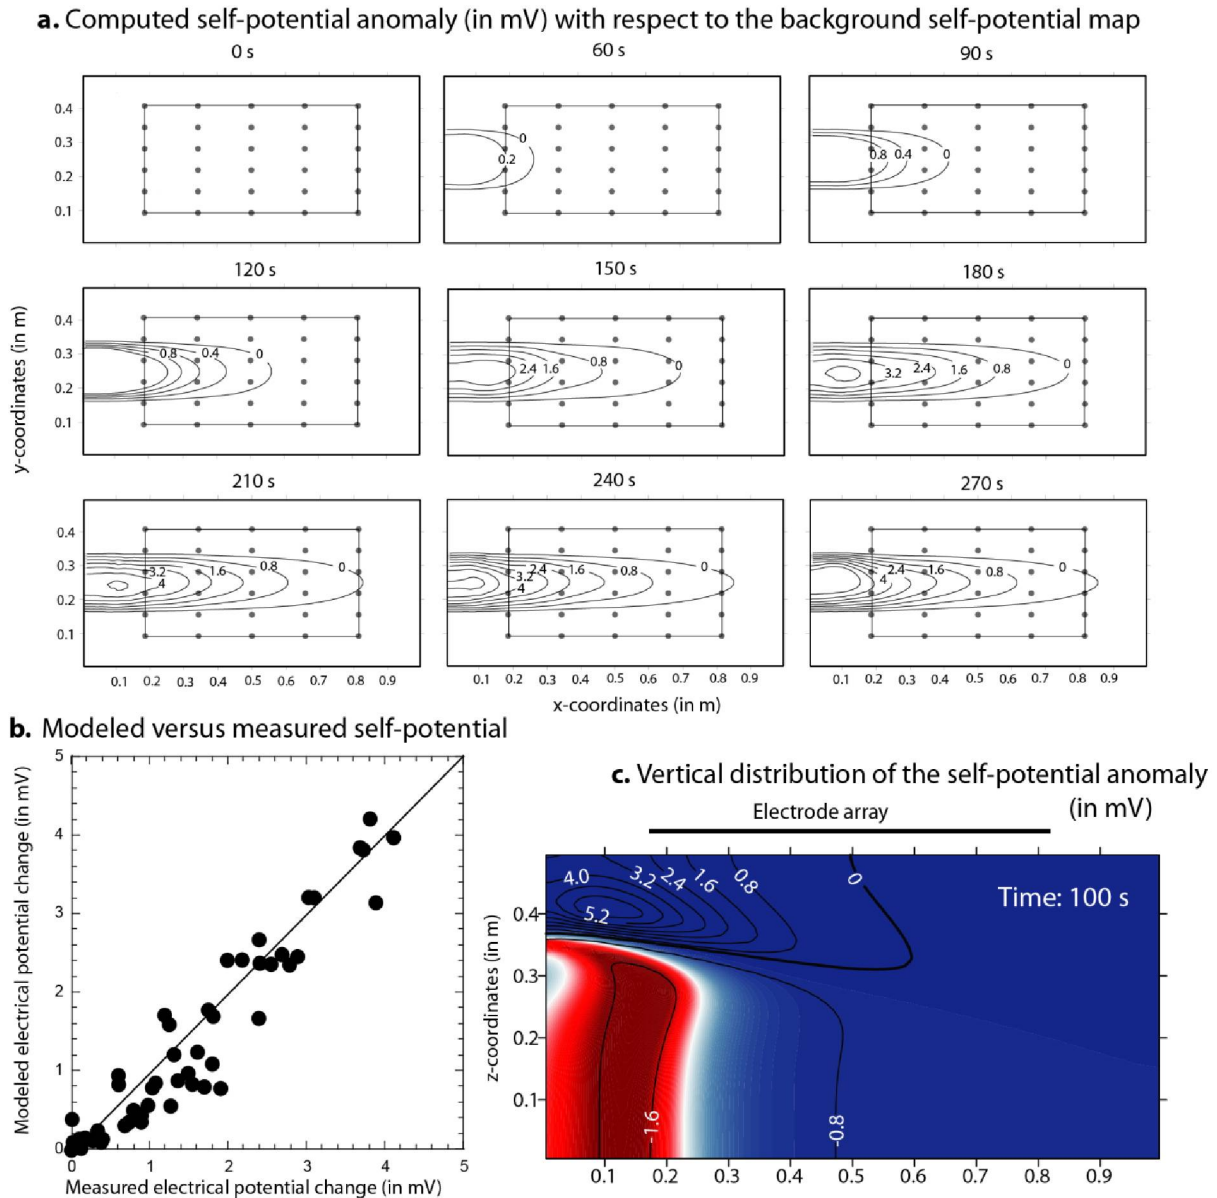 a. Computed self-potential anomaly (in mV) with respect to the background self-potential map
0 s 60 s 90 s
0.4
0.3
0.2
0.1
0
0.2
0.8 0.4 0
120 s 150 s 180 s
y-coordinates (in m)
0.4
0.3
0.2
0.1
0.8 0.4 0
2.4 1.6 0.8 0
3.2 2.4 1.6 0.8 0
210 s 240 s 270 s
0.4
0.3
0.2
0.1
3.2 4 1.6 0.8 0
3.2 4 2.4 1.6 0.8 0
4 2.4 1.6 0.8 0
0.1 0.2 0.3 0.4 0.5 0.6 0.7 0.8 0.9
0.1 0.2 0.3 0.4 0.5 0.6 0.7 0.8 0.9
0.1 0.2 0.3 0.4 0.5 0.6 0.7 0.8 0.9
x-coordinates (in m)
b. Modeled versus measured self-potential
Modeled electrical potential change (in mV)
5
4
3
2
1
0
0 1 2 3 4 5
Measured electrical potential change (in mV)
c. Vertical distribution of the self-potential anomaly
(in mV)
Electrode array
Time: 100 s
z-coordinates (in m)
0.4
0.3
0.2
0.1
4.0 3.2 2.4 1.6 0.8 0
5.2
-1.6 -0.8
0.1 0.2 0.3 0.4 0.5 0.6 0.7 0.8 0.9